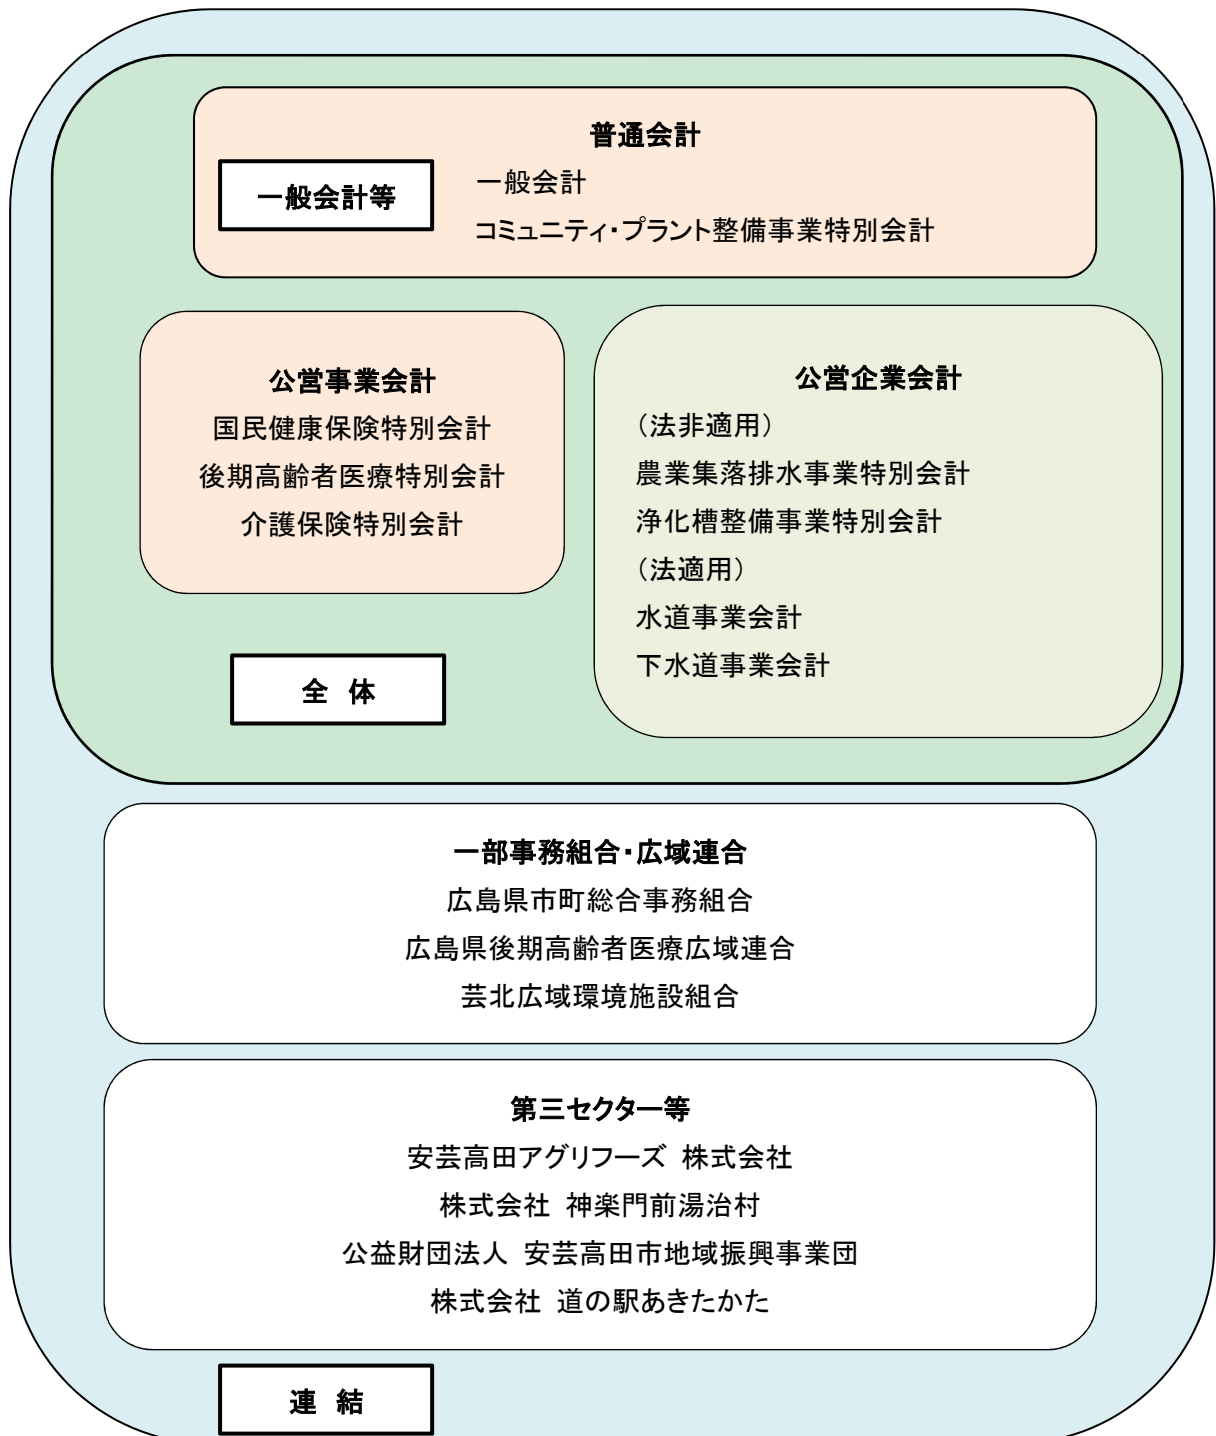 普通会計
一般会計等
一般会計
コミュニティ・プラント整備事業特別会計
公営事業会計
国民健康保険特別会計
後期高齢者医療特別会計
介護保険特別会計
公営企業会計
（法非適用）
農業集落排水事業特別会計
浄化槽整備事業特別会計
（法適用）
水道事業会計
下水道事業会計
全 体
一部事務組合・広域連合
広島県市町総合事務組合
広島県後期高齢者医療広域連合
芸北広域環境施設組合
第三セクター等
安芸高田アグリフーズ 株式会社
株式会社 神楽門前湯治村
公益財団法人 安芸高田市地域振興事業団
株式会社 道の駅あきたかた
連 結